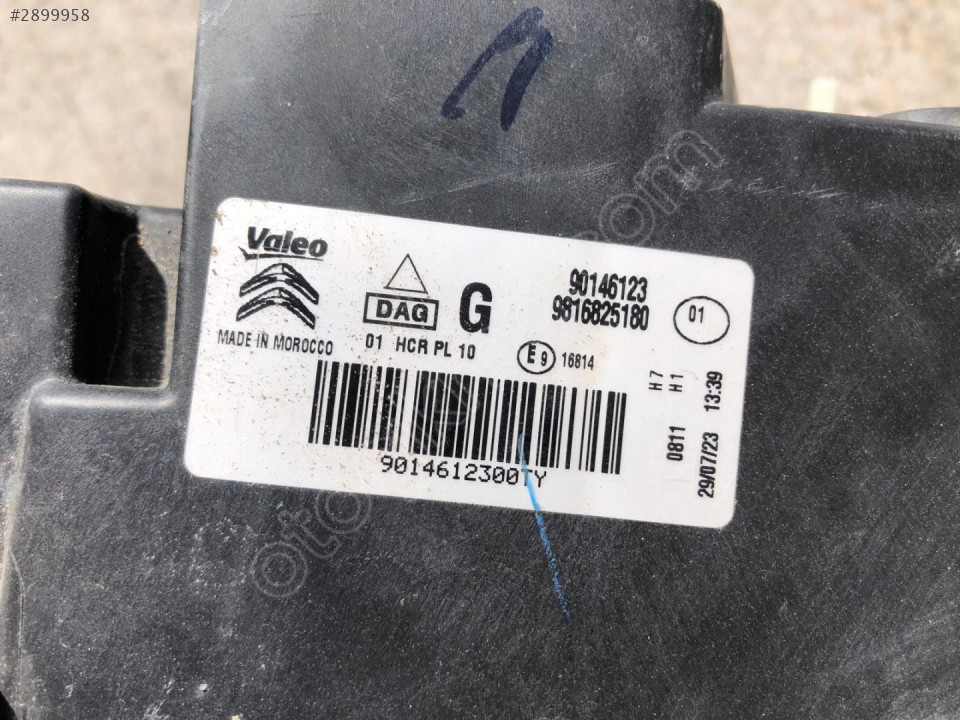 #2899958
Valeo
MADE IN MOROCCO
DAG
G
01 HCR PL 10
90146123
9816825180
01
E9 16814
9014612300TY
H7
H1
0811
29/07/23 13:39